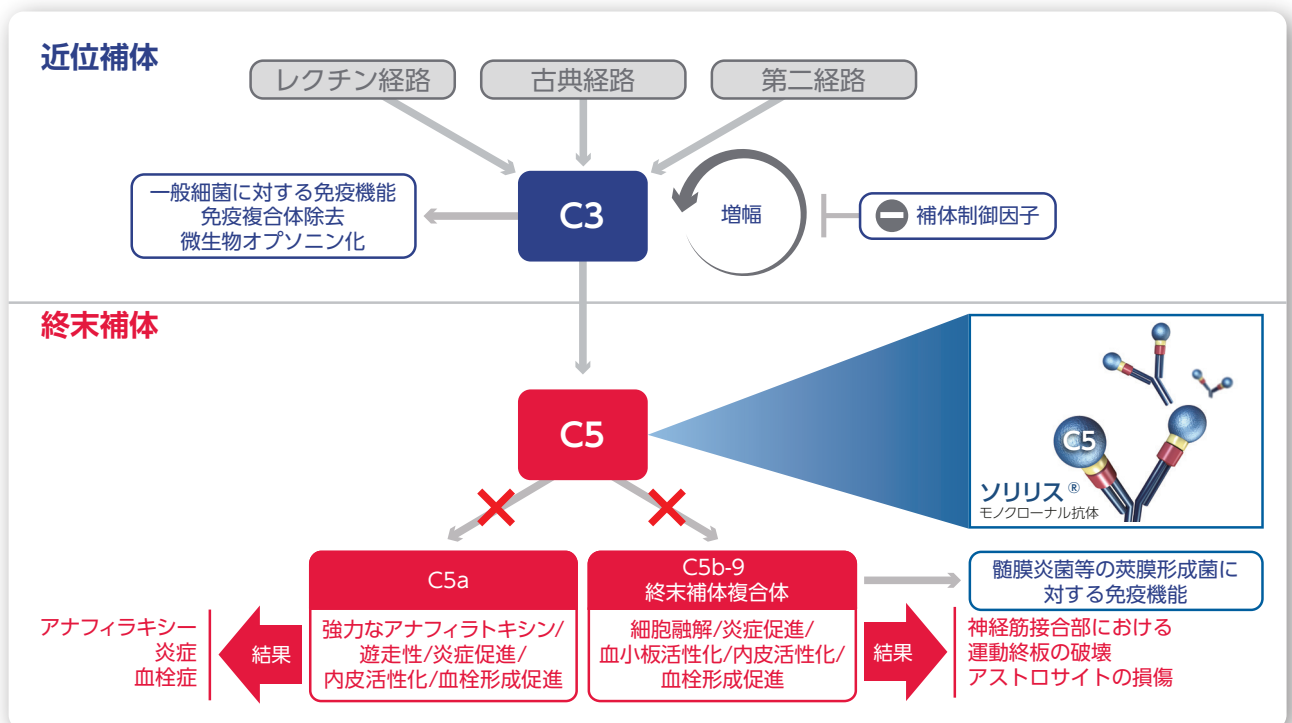 近位補体
レクチン経路
古典経路
第二経路
一般細菌に対する免疫機能
免疫複合体除去
微生物オプソニン化
C3
増幅
補体制御因子
終末補体
C5
C5
ソリリス®
モノクローナル抗体
C5a
強力なアナフィラトキシン/
遊走性/炎症促進/
内皮活性化/血栓形成促進
C5b-9
終末補体複合体
細胞融解/炎症促進/
血小板活性化/内皮活性化/
血栓形成促進
髄膜炎菌等の莢膜形成菌に
対する免疫機能
アナフィラキシー
炎症
血栓症
結果
結果
神経筋接合部における
運動終板の破壊
アストロサイトの損傷